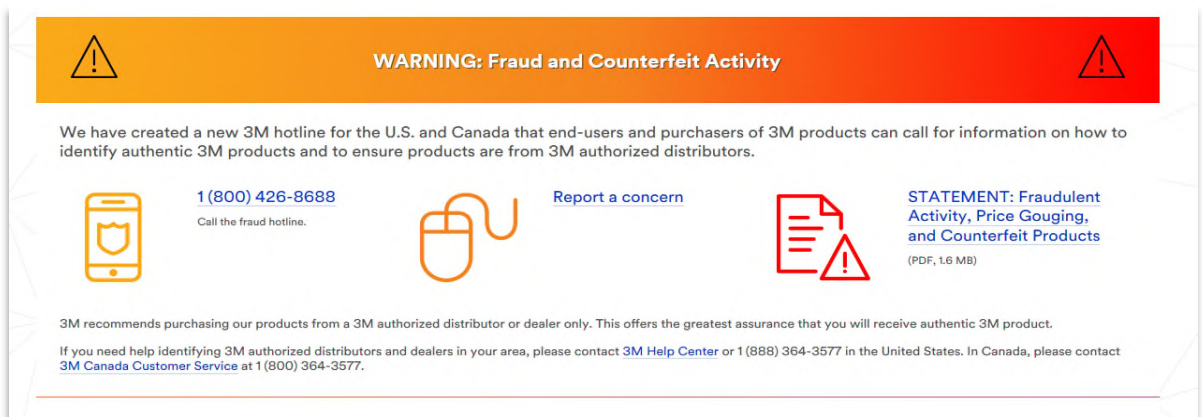 WARNING: Fraud and Counterfeit Activity
We have created a new 3M hotline for the U.S. and Canada that end-users and purchasers of 3M products can call for information on how to
identify authentic 3M products and to ensure products are from 3M authorized distributors.
1 (800) 426-8688
Call the fraud hotline.
Report a concern
STATEMENT: Fraudulent
Activity, Price Gouging,
and Counterfeit Products
(PDF, 1.6 MB)
3M recommends purchasing our products from a 3M authorized distributor or dealer only. This offers the greatest assurance that you will receive authentic 3M product.
If you need help identifying 3M authorized distributors and dealers in your area, please contact 3M Help Center or 1 (888) 364-3577 in the United States. In Canada, please contact
3M Canada Customer Service at 1 (800) 364-3577.